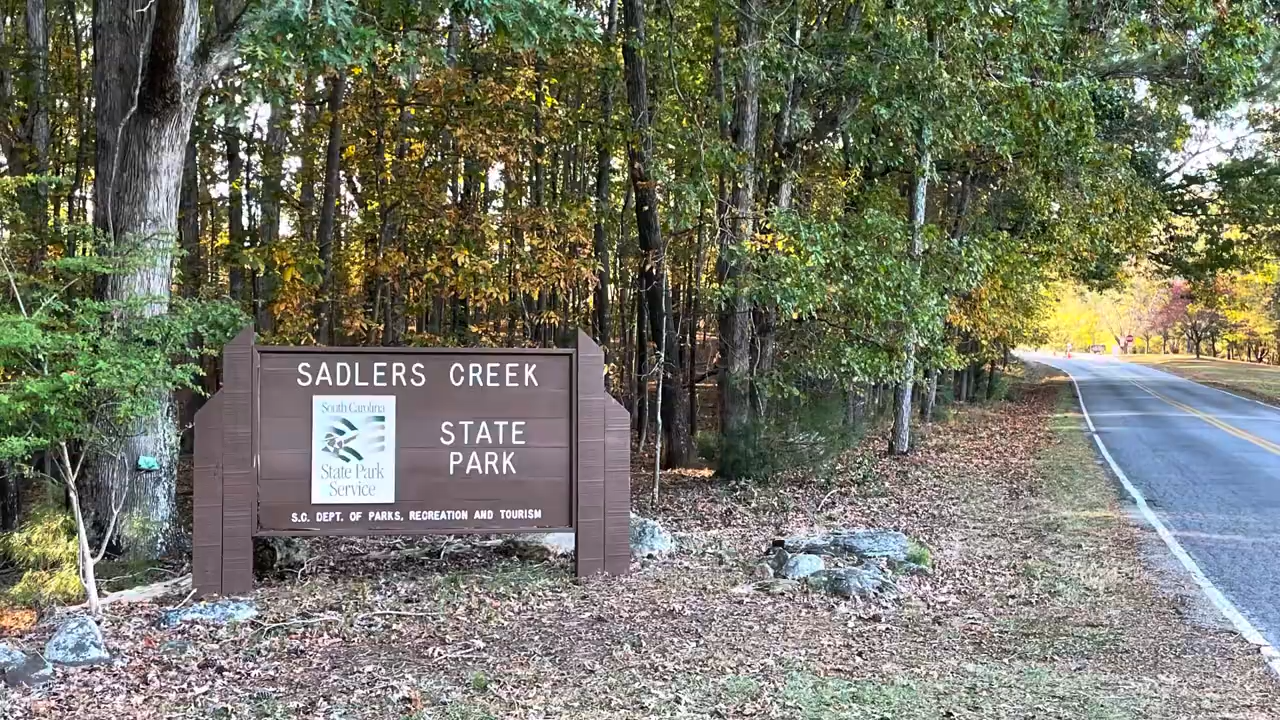 SADLERS CREEK
South Carolina
State Park
Service
STATE
PARK
S.C. DEPT. OF PARKS, RECREATION AND TOURISM